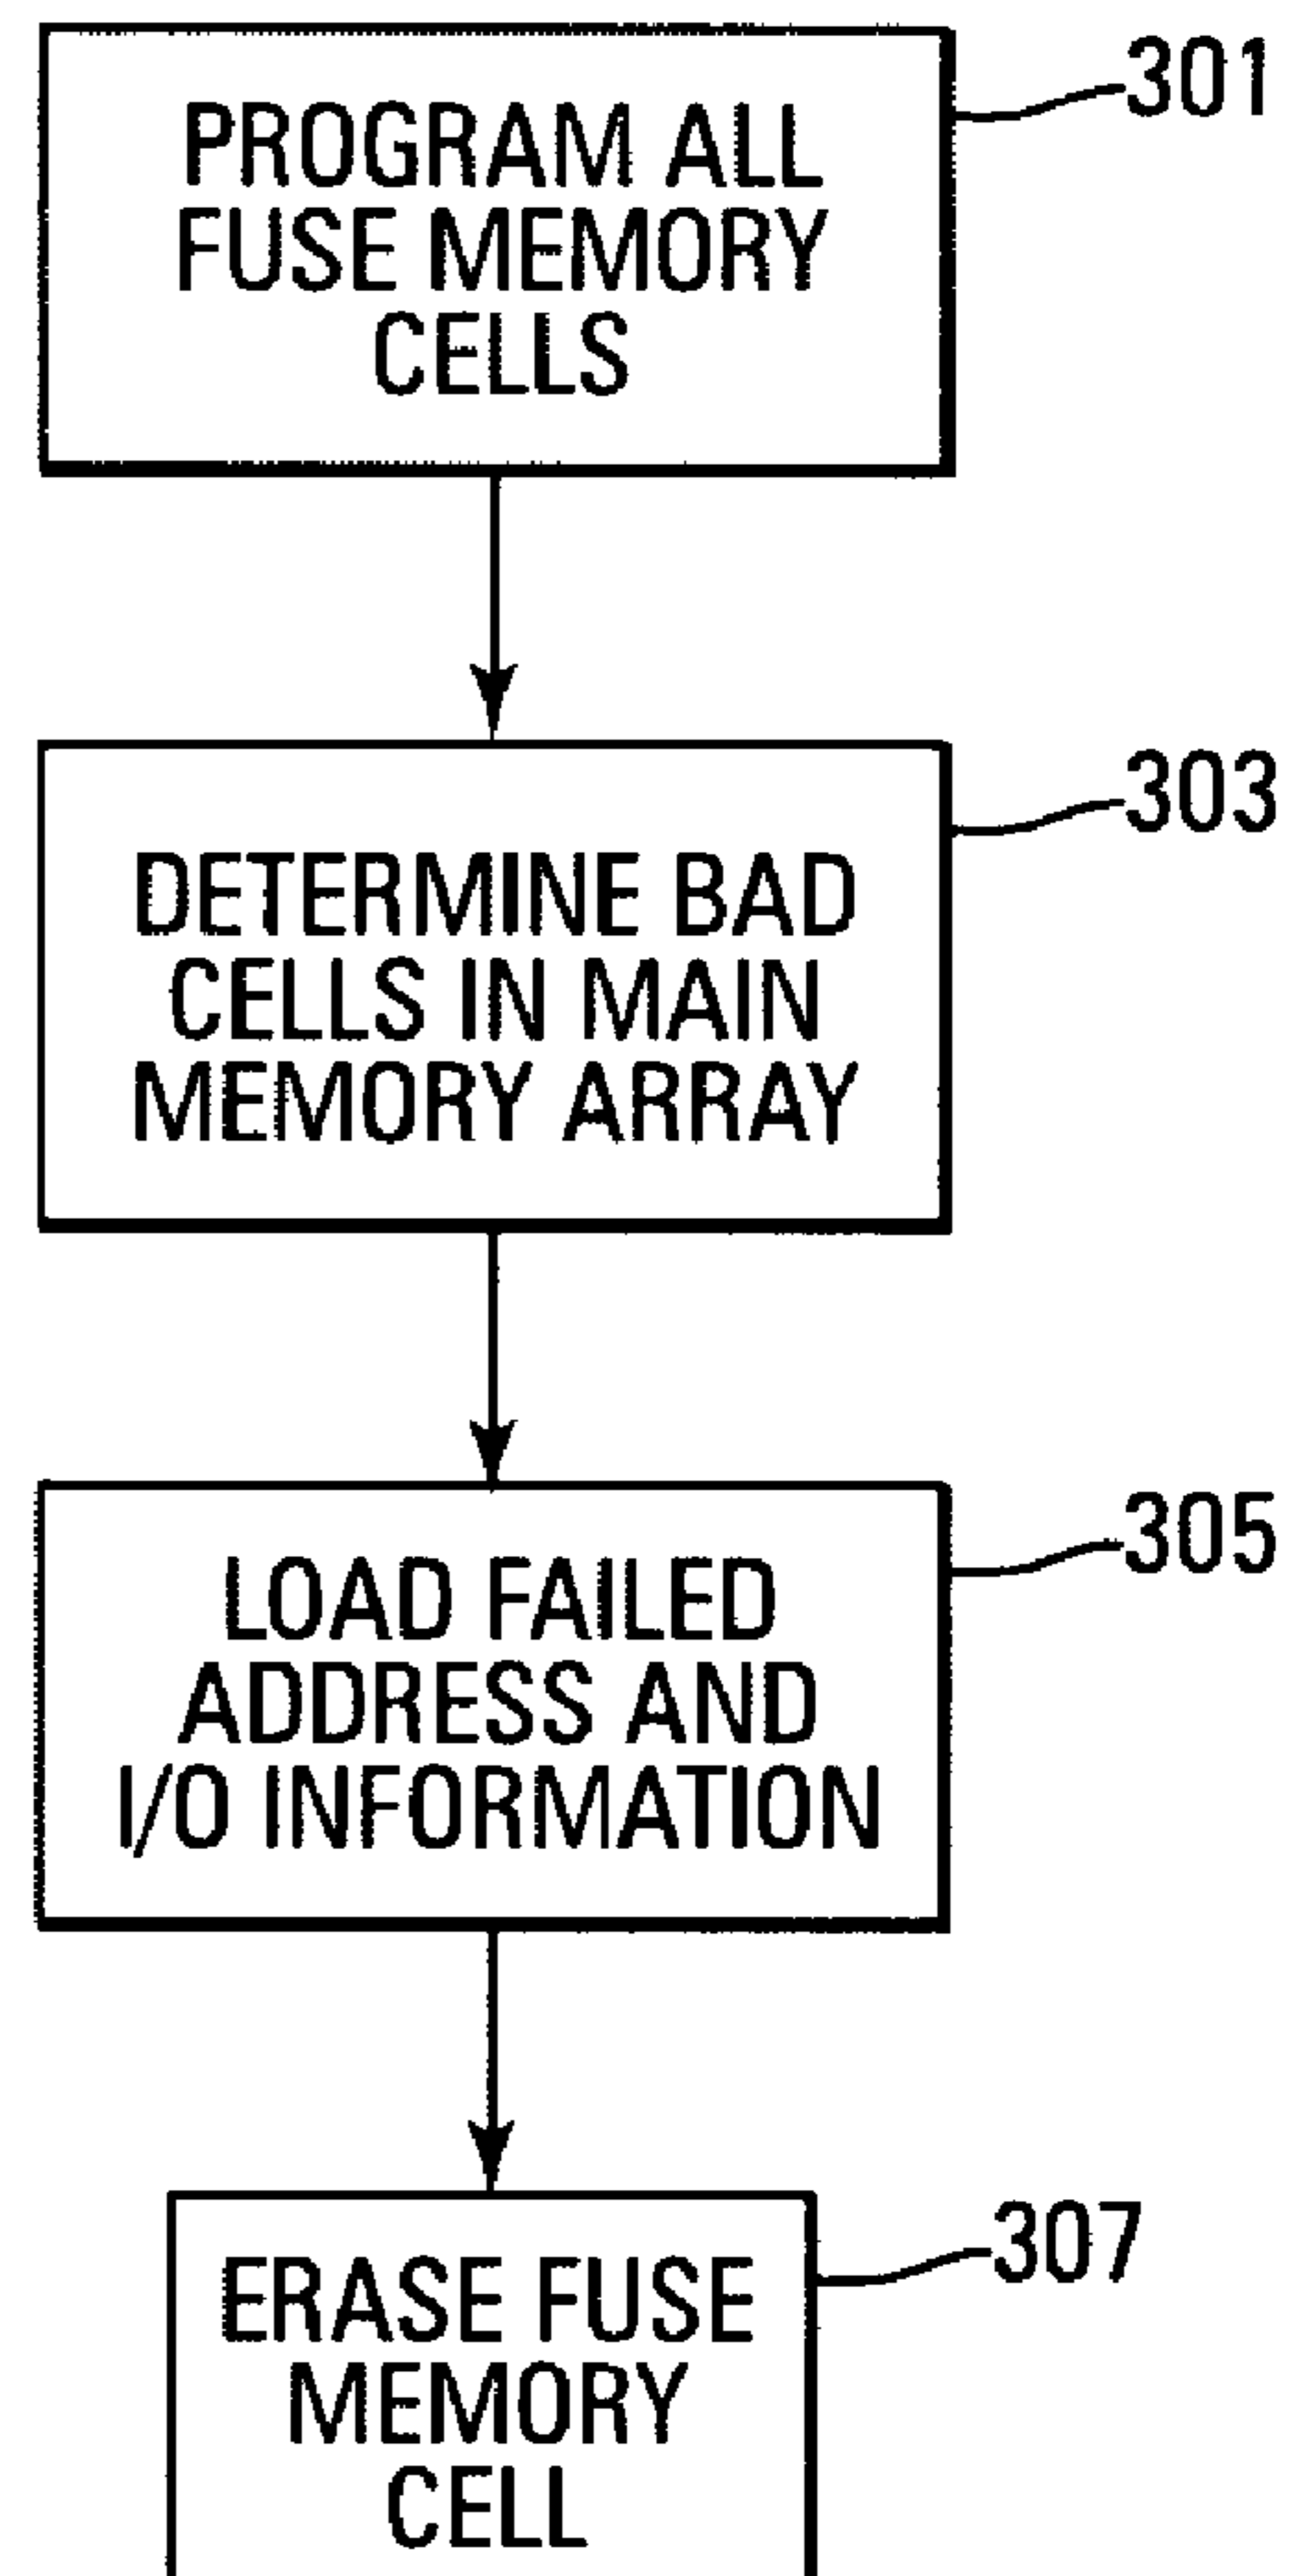 PROGRAM ALL
FUSE MEMORY
CELLS
301
DETERMINE BAD
CELLS IN MAIN
MEMORY ARRAY
303
LOAD FAILED
ADDRESS AND
I/O INFORMATION
305
ERASE FUSE
MEMORY
CELL
307